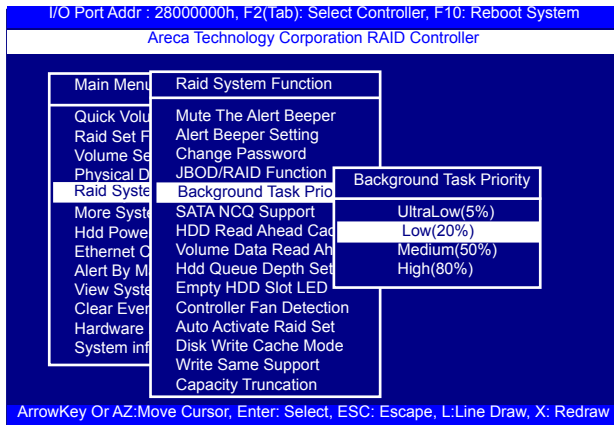 I/O Port Addr : 28000000h, F2(Tab): Select Controller, F10: Reboot System
Areca Technology Corporation RAID Controller
Main Menu
Quick Volu
Raid Set F
Volume Se
Physical D
Raid Syste
More Syste
Hdd Powe
Ethernet C
Alert By M
View Syste
Clear Even
Hardware
System inf
Raid System Function
Mute The Alert Beeper
Alert Beeper Setting
Change Password
JBOD/RAID Function
Background Task Prio
SATA NCQ Support
HDD Read Ahead Cac
Volume Data Read Ah
Hdd Queue Depth Set
Empty HDD Slot LED
Controller Fan Detection
Auto Activate Raid Set
Disk Write Cache Mode
Write Same Support
Capacity Truncation
Background Task Priority
UltraLow(5%)
Low(20%)
Medium(50%)
High(80%)
ArrowKey Or AZ:Move Cursor, Enter: Select, ESC: Escape, L:Line Draw, X: Redraw